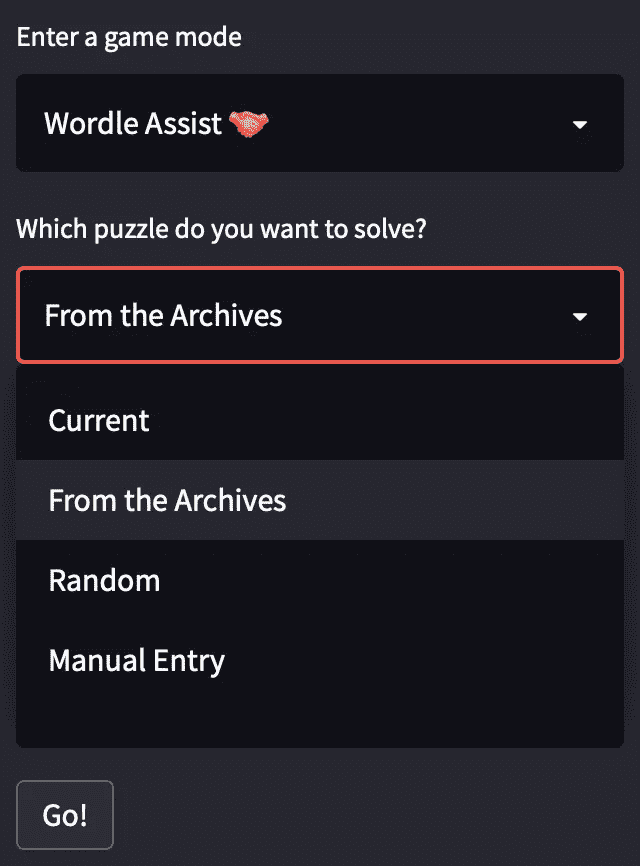 Enter a game mode
Wordle Assist 🤝
Which puzzle do you want to solve?
From the Archives
Current
From the Archives
Random
Manual Entry
Go!